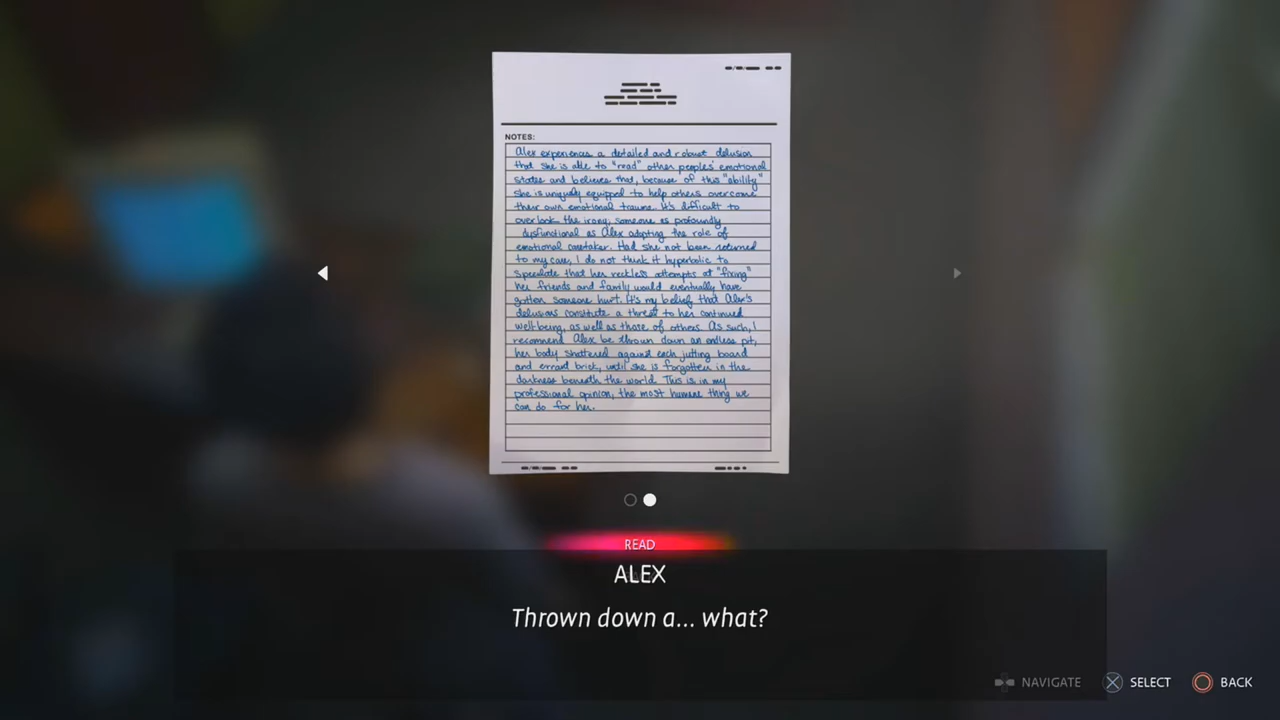 NOTES:
Alex experiences a detailed and robust delusion
that she is able to "read" other peoples' emotional
states and believes that, because of this "ability"
she is uniquely equipped to help others overcome
their own emotional trauma. It's difficult to
overlook the irony; someone as profoundly
dysfunctional as Alex adopting the role of
emotional caretaker. Had she not been returned
to my care, I do not think it hyperbolic to
speculate that her reckless attempts at "fixing"
her friends and family would eventually have
gotten someone hurt. It's my belief that Alex's
delusions constitute a threat to her continued
well-being, as well as those of others. As such, I
recommend Alex be thrown down an endless pit,
her body shattered against each jutting board
and errant brick, until she is forgotten in the
darkness beneath the world. This is in my
professional opinion, the most humane thing we
can do for her.
READ
ALEX
Thrown down a... what?
NAVIGATE SELECT BACK